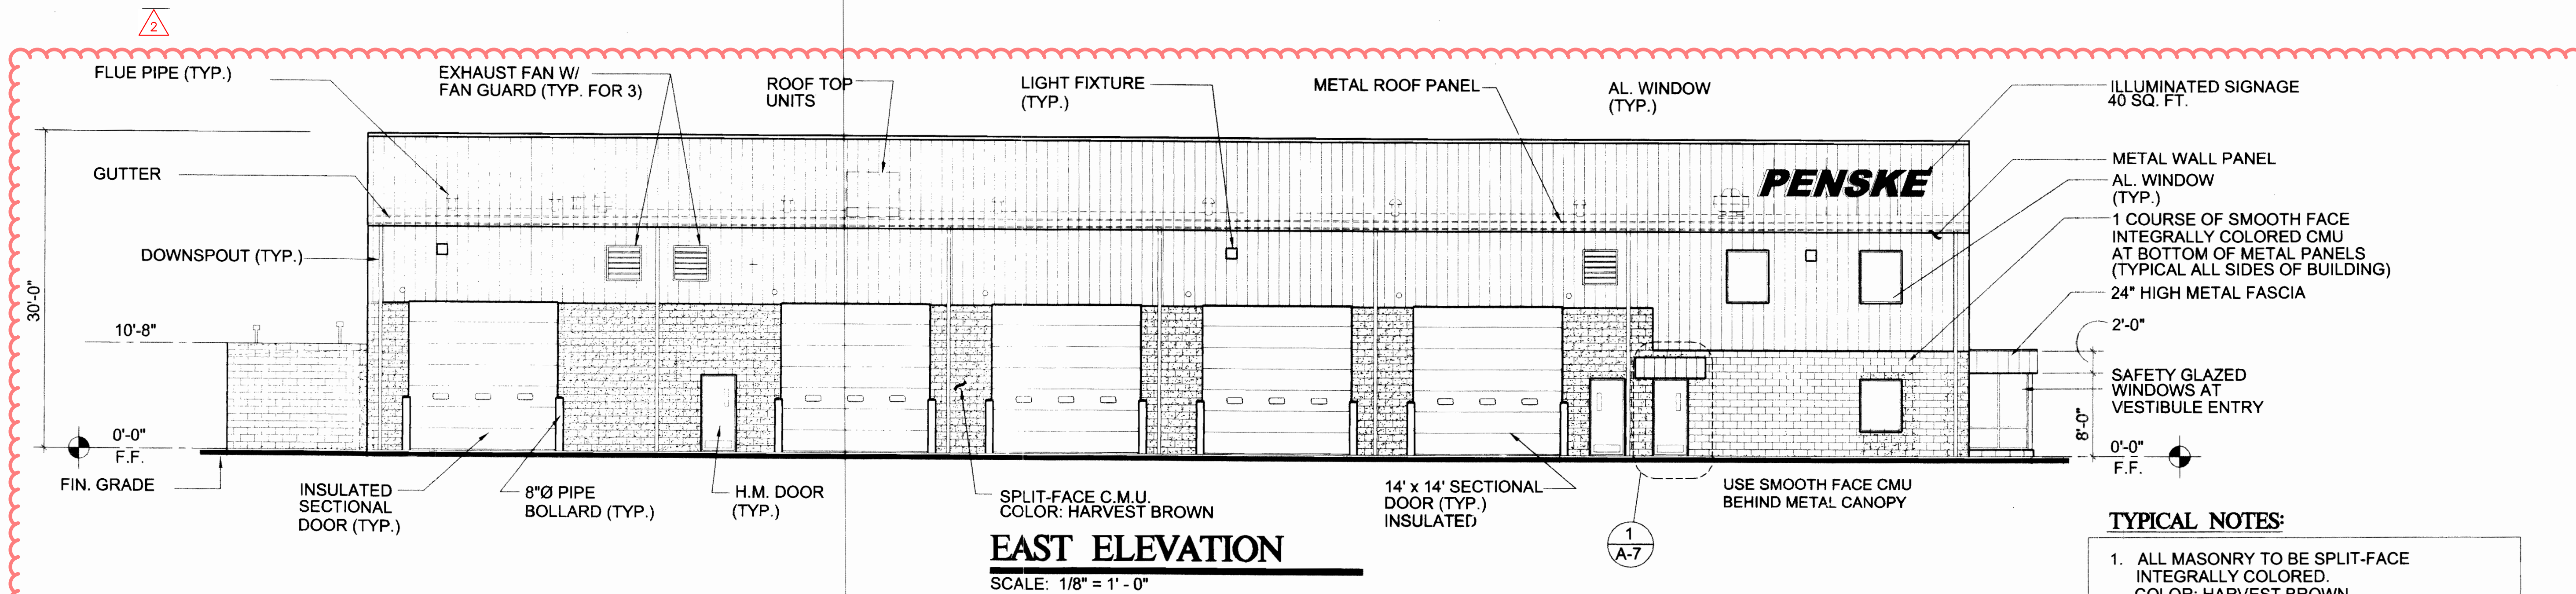 2
FLUE PIPE (TYP.)
EXHAUST FAN W/
FAN GUARD (TYP. FOR 3)
ROOF TOP
UNITS
LIGHT FIXTURE
(TYP.)
METAL ROOF PANEL
AL. WINDOW
(TYP.)
ILLUMINATED SIGNAGE
40 SQ. FT.
GUTTER
PENSKE
METAL WALL PANEL
AL. WINDOW
(TYP.)
1 COURSE OF SMOOTH FACE
INTEGRALLY COLORED CMU
AT BOTTOM OF METAL PANELS
(TYPICAL ALL SIDES OF BUILDING)
DOWNSPOUT (TYP.)
24" HIGH METAL FASCIA
30'-0"
10'-8"
2'-0"
SAFETY GLAZED
WINDOWS AT
VESTIBULE ENTRY
8'-0"
0'-0"
F.F.
0'-0"
F.F.
FIN. GRADE
INSULATED
SECTIONAL
DOOR (TYP.)
8"Ø PIPE
BOLLARD (TYP.)
H.M. DOOR
(TYP.)
SPLIT-FACE C.M.U.
COLOR: HARVEST BROWN
14' x 14' SECTIONAL
DOOR (TYP.)
INSULATED
1
A-7
USE SMOOTH FACE CMU
BEHIND METAL CANOPY
EAST ELEVATION
SCALE: 1/8" = 1' - 0"
TYPICAL NOTES:
1. ALL MASONRY TO BE SPLIT-FACE
INTEGRALLY COLORED.
COLOR: HARVEST BROWN